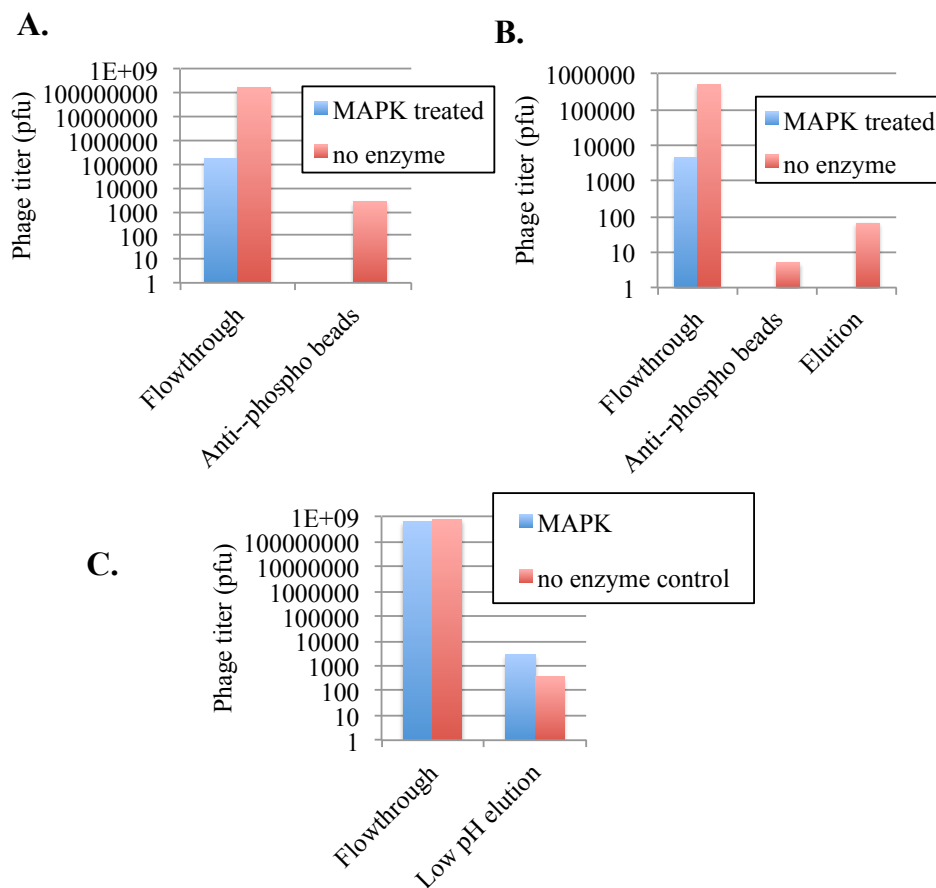 A.
Phage titer (pfu)
1E+09
100000000
10000000
1000000
100000
10000
1000
100
10
1
MAPK treated
no enzyme
Flowthrough
Anti--phospho beads
B.
Phage titer (pfu)
1000000
100000
10000
1000
100
10
1
MAPK treated
no enzyme
Flowthrough
Anti--phospho beads
Elution
C.
Phage titer (pfu)
1E+09
100000000
10000000
1000000
100000
10000
1000
100
10
1
MAPK
no enzyme control
Flowthrough
Low pH elution